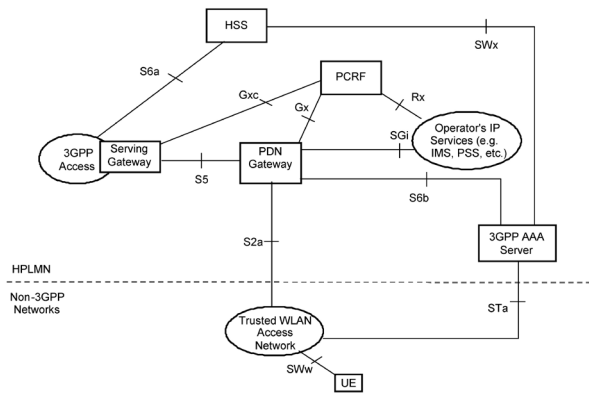 HSS
SWx
S6a
PCRF
Gxc
Gx
Rx
Operator's IP
Services (e.g.
IMS, PSS, etc.)
SGi
3GPP
Access
Serving
Gateway
PDN
Gateway
S5
S6b
S2a
3GPP AAA
Server
HPLMN
Non-3GPP
Networks
STa
Trusted WLAN
Access
Network
SWw
UE